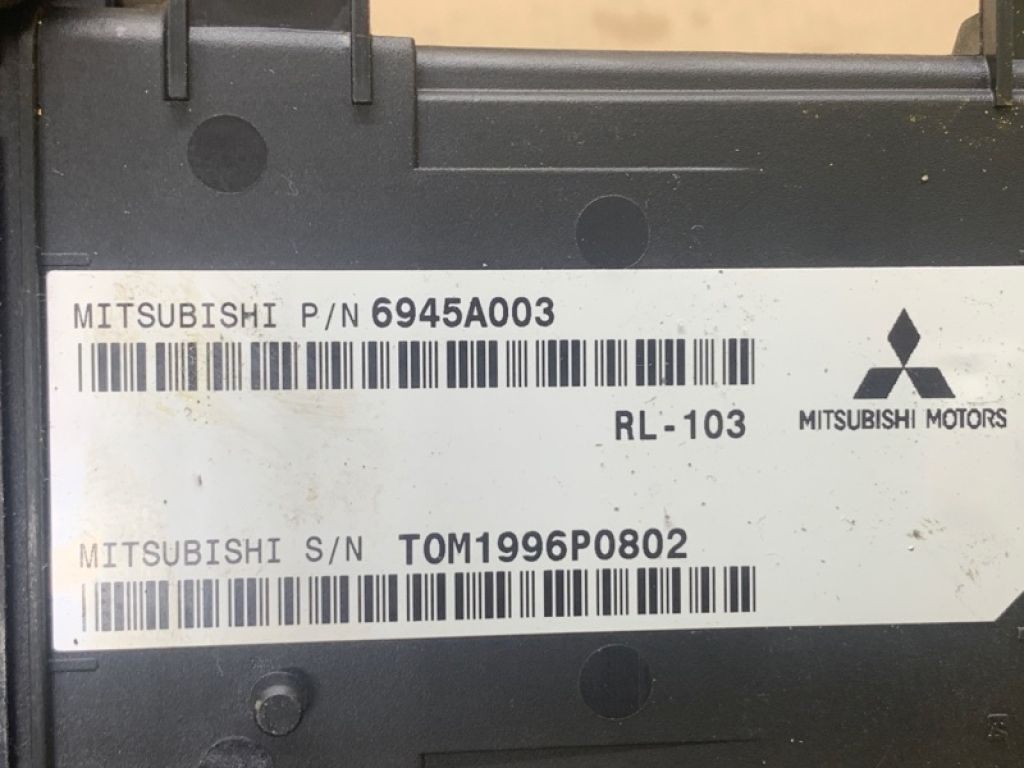 MITSUBISHI P/N 6945A003
RL-103
MITSUBISHI MOTORS
MITSUBISHI S/N TOM1996P0802